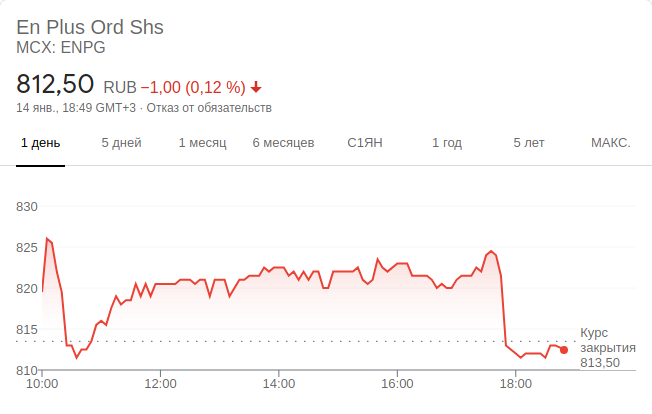 En Plus Ord Shs
MCX: ENPG
812,50 RUB −1,00 (0,12 %)
14 янв., 18:49 GMT+3 · Отказ от обязательств
1 день 5 дней 1 месяц 6 месяцев С1ЯН 1 год 5 лет МАКС.
830
825
820
815
810
Курс
закрытия
813,50
10:00 12:00 14:00 16:00 18:00